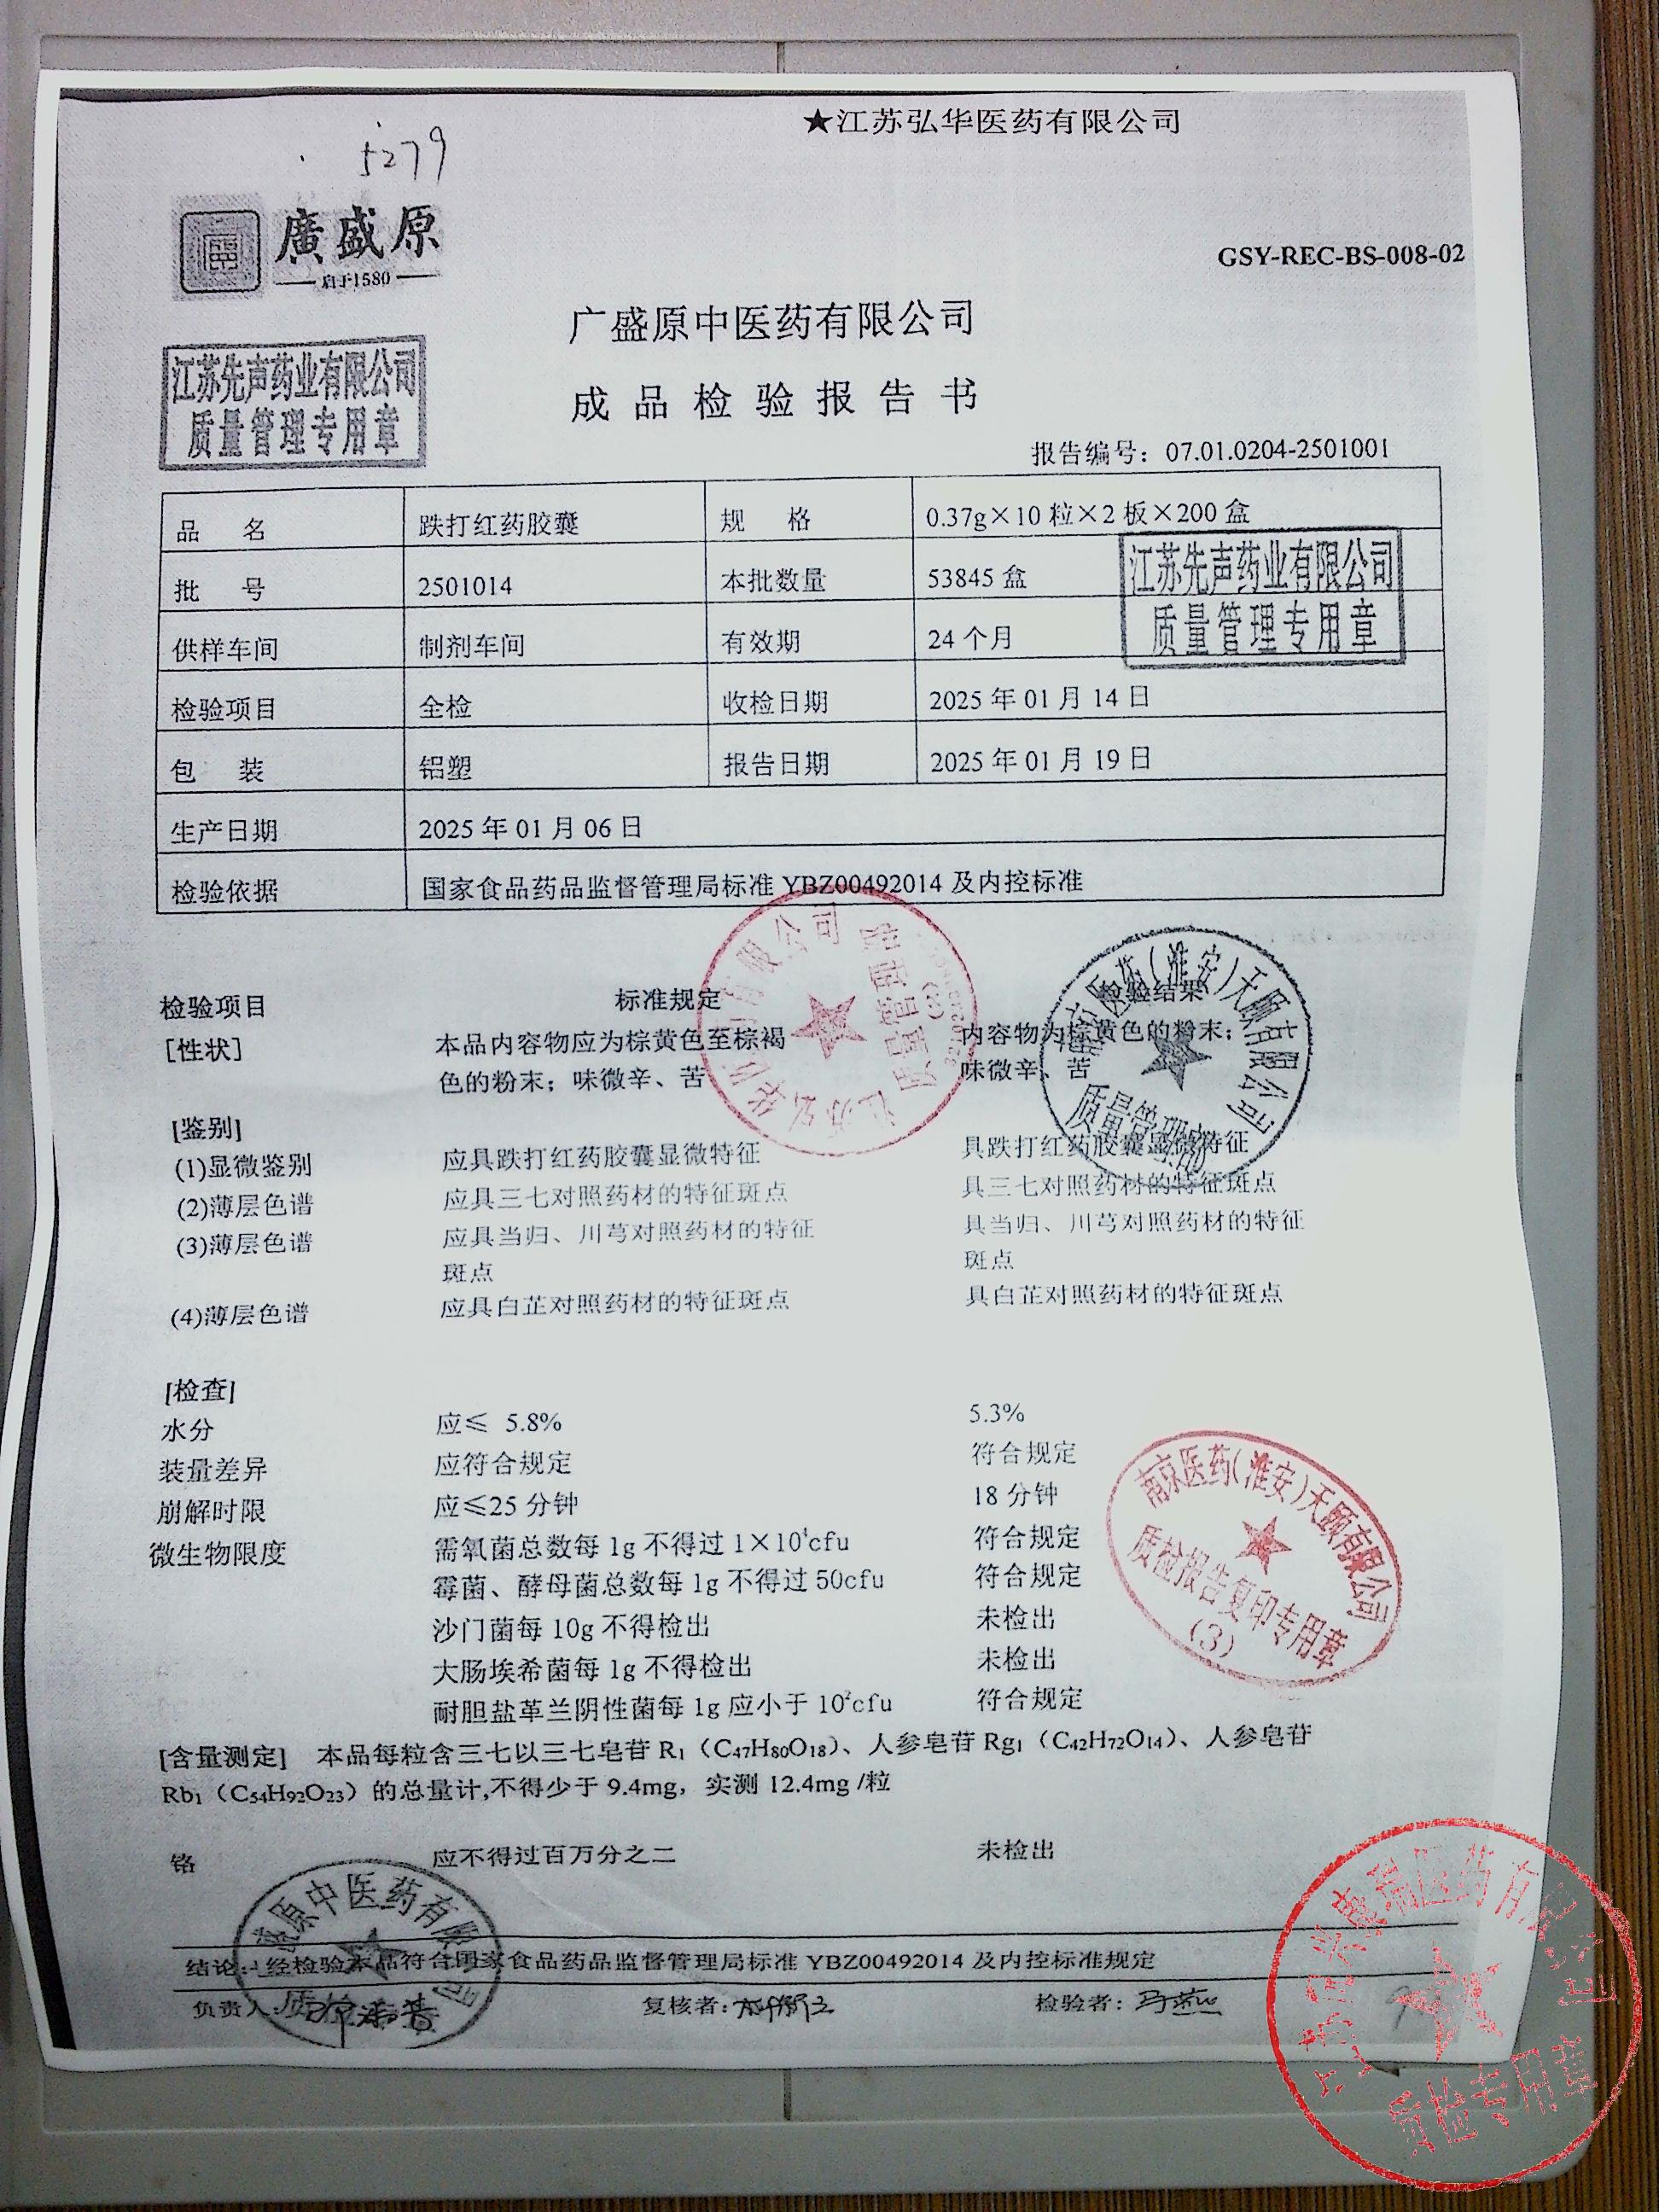 ★江苏弘华医药有限公司
5279
廣盛原
启于1580
GSY-REC-BS-008-02
广盛原中医药有限公司
江苏先声药业有限公司
质量管理专用章
成品检验报告书
报告编号：07.01.0204-2501001
品 名 跌打红药胶囊 规 格 0.37g×10粒×2板×200盒
批 号 2501014 本批数量 53845盒
江苏先声药业有限公司
质量管理专用章
供样车间 制剂车间 有效期 24个月
检验项目 全检 收检日期 2025年01月14日
包 装 铝塑 报告日期 2025年01月19日
生产日期 2025年01月06日
检验依据 国家食品药品监督管理局标准 YBZ00492014 及内控标准
检验项目 标准规定 检验结果
[性状] 本品内容物应为棕黄色至棕褐 内容物为棕黄色的粉末；
色的粉末；味微辛、苦 味微辛、苦
[鉴别]
(1)显微鉴别 应具跌打红药胶囊显微特征 具跌打红药胶囊显微特征
(2)薄层色谱 应具三七对照药材的特征斑点 具三七对照药材的特征斑点
(3)薄层色谱 应具当归、川芎对照药材的特征 具当归、川芎对照药材的特征
斑点 斑点
(4)薄层色谱 应具白芷对照药材的特征斑点 具白芷对照药材的特征斑点
[检查]
水分 应≤ 5.8% 5.3%
装量差异 应符合规定 符合规定
崩解时限 应≤25分钟 18分钟
微生物限度 需氧菌总数每1g不得过1×10⁴cfu 符合规定
霉菌、酵母菌总数每1g不得过50cfu 符合规定
沙门菌每10g不得检出 未检出
大肠埃希菌每1g不得检出 未检出
耐胆盐革兰阴性菌每1g应小于10²cfu 符合规定
南京医药(淮安)天颐有限公司
质检报告复印专用章
(3)
[含量测定] 本品每粒含三七以三七皂苷R₁（C₄₇H₈₀O₁₈）、人参皂苷Rg₁（C₄₂H₇₂O₁₄）、人参皂苷
Rb₁（C₅₄H₉₂O₂₃）的总量计,不得少于9.4mg，实测12.4mg/粒
铬 应不得过百万分之二 未检出
结论：经检验本品符合国家食品药品监督管理局标准 YBZ00492014 及内控标准规定
负责人： 复核者： 检验者：马燕
质检专用章